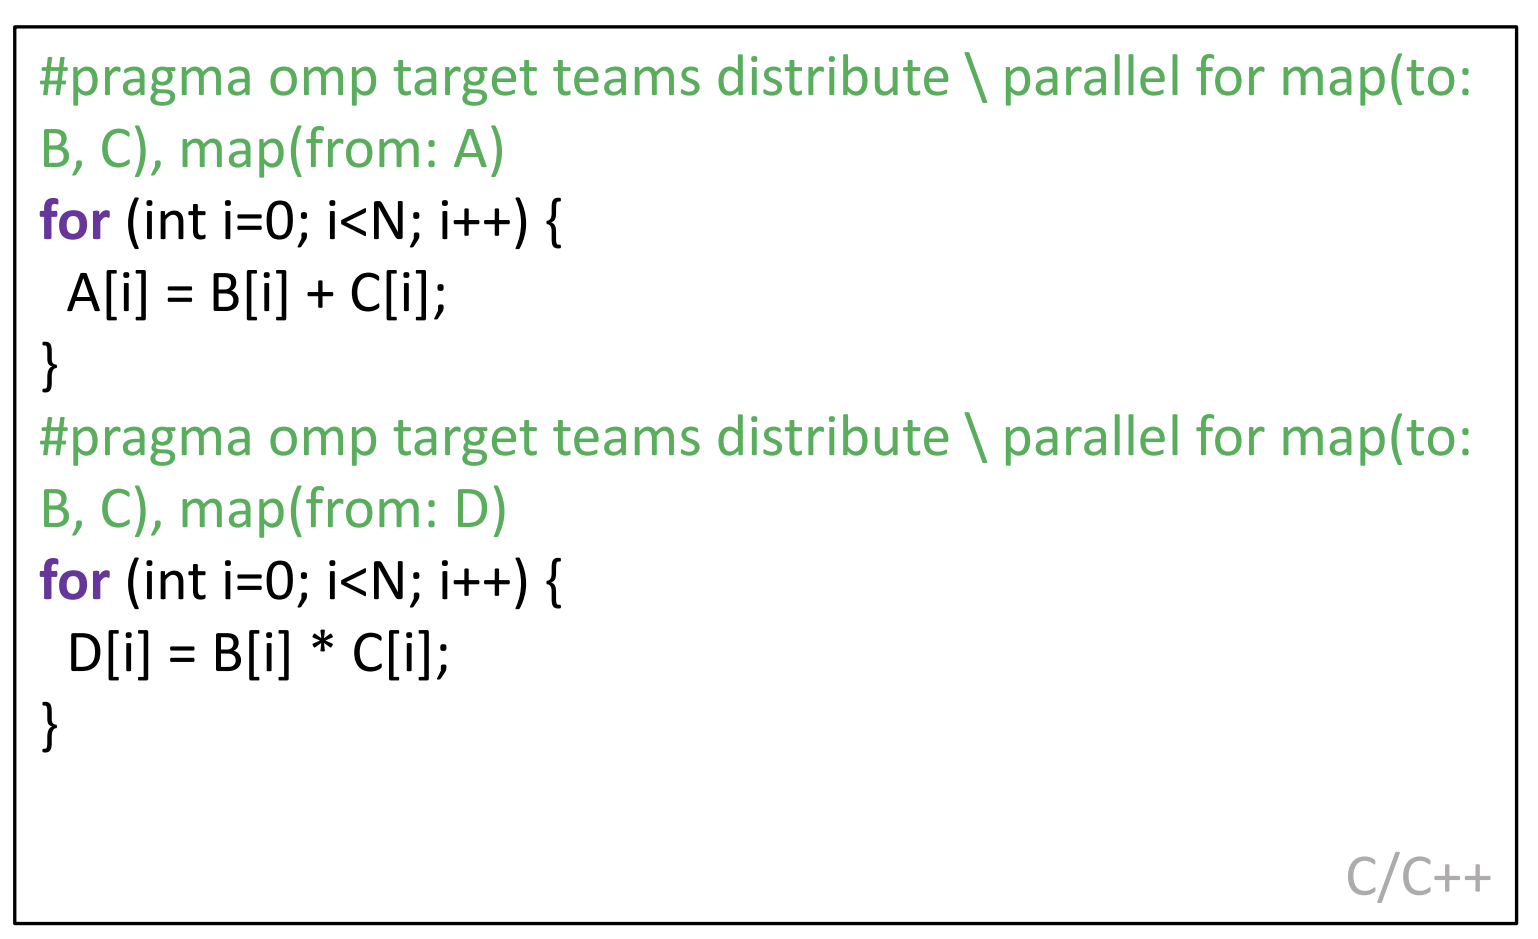 #pragma omp target teams distribute \ parallel for map(to:
B, C), map(from: A)
for (int i=0; i<N; i++) {
  A[i] = B[i] + C[i];
}
#pragma omp target teams distribute \ parallel for map(to:
B, C), map(from: D)
for (int i=0; i<N; i++) {
  D[i] = B[i] * C[i];
}
C/C++